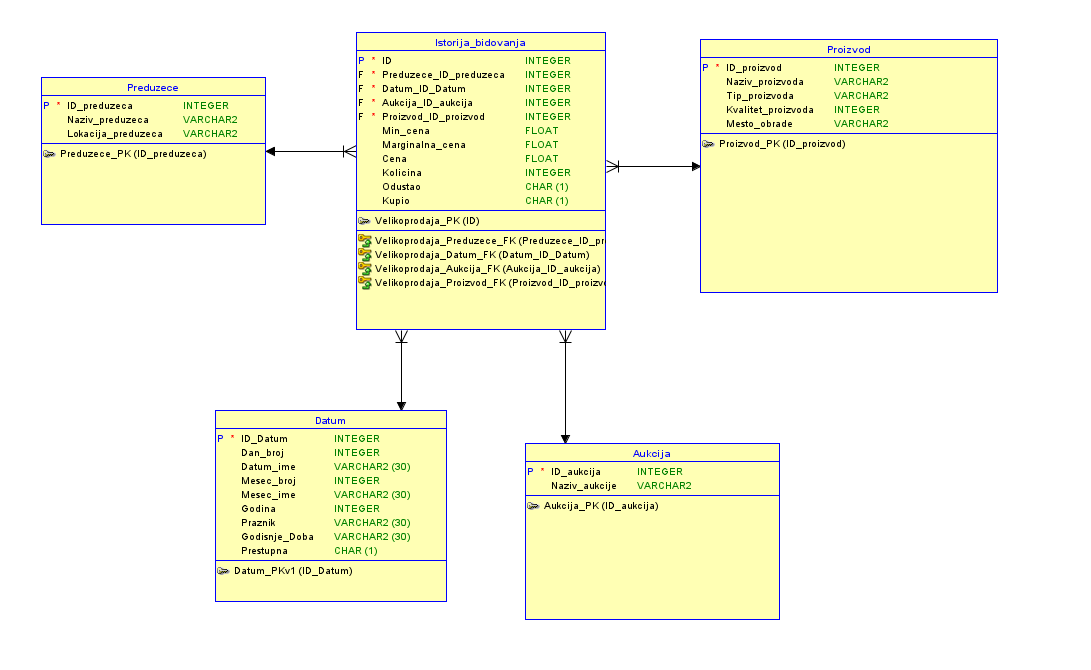 Istorija_bidovanja
P * ID INTEGER
F * Preduzece_ID_preduzeca INTEGER
F * Datum_ID_Datum INTEGER
F * Aukcija_ID_aukcija INTEGER
F * Proizvod_ID_proizvod INTEGER
Min_cena FLOAT
Marginalna_cena FLOAT
Cena FLOAT
Kolicina INTEGER
Odustao CHAR (1)
Kupio CHAR (1)
Velikoprodaja_PK (ID)
Velikoprodaja_Preduzece_FK (Preduzece_ID_pr
Velikoprodaja_Datum_FK (Datum_ID_Datum)
Velikoprodaja_Aukcija_FK (Aukcija_ID_aukcija)
Velikoprodaja_Proizvod_FK (Proizvod_ID_proizv
Proizvod
P * ID_proizvod INTEGER
Naziv_proizvoda VARCHAR2
Tip_proizvoda VARCHAR2
Kvalitet_proizvoda INTEGER
Mesto_obrade VARCHAR2
Proizvod_PK (ID_proizvod)
Preduzece
P * ID_preduzeca INTEGER
Naziv_preduzeca VARCHAR2
Lokacija_preduzeca VARCHAR2
Preduzece_PK (ID_preduzeca)
Datum
P * ID_Datum INTEGER
Dan_broj INTEGER
Datum_ime VARCHAR2 (30)
Mesec_broj INTEGER
Mesec_ime VARCHAR2 (30)
Godina INTEGER
Praznik VARCHAR2 (30)
Godisnje_Doba VARCHAR2 (30)
Prestupna CHAR (1)
Datum_PKv1 (ID_Datum)
Aukcija
P * ID_aukcija INTEGER
Naziv_aukcije VARCHAR2
Aukcija_PK (ID_aukcija)